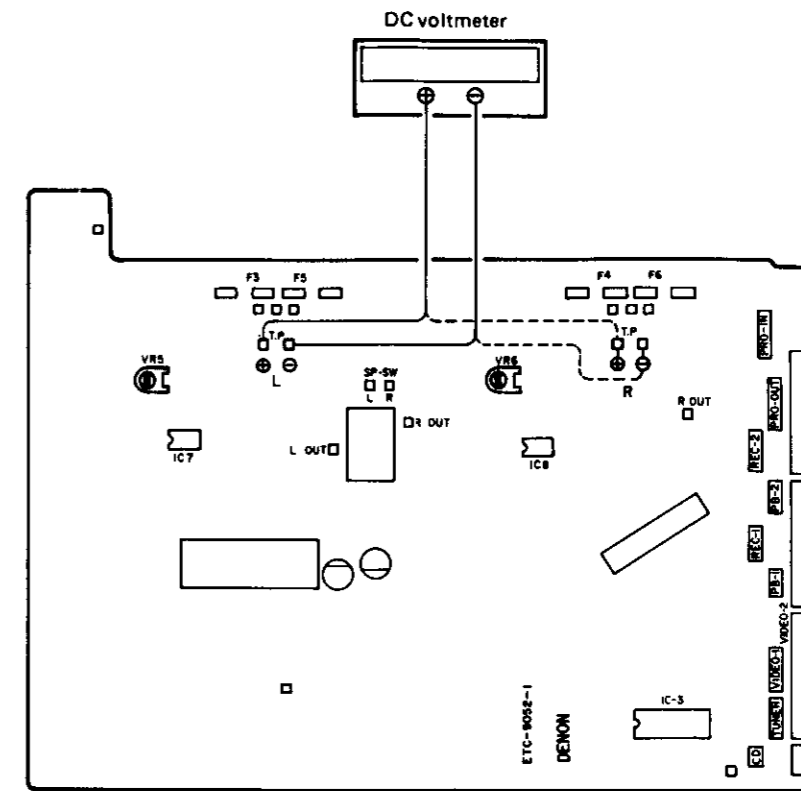 DC voltmeter
⊕ ⊖
F3 F5
F4 F6
T.P
T.P
PRO-IN
VR5
⊕ ⊖
L
SP-SW
L R
VR6
⊕ ⊖
R
PRO-OUT
R OUT
R OUT
L OUT
IC7
IC8
REC-2
PB-2
REC-1
PB-1
VIDEO-2
VIDEO-1
ETC-9052-1
DENON
IC-3
TUNER
CD